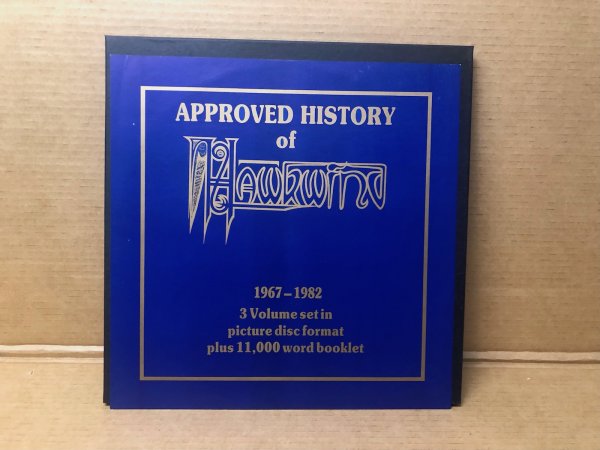 APPROVED HISTORY
of
HAWKWIND
1967–1982
3 Volume set in
picture disc format
plus 11,000 word booklet